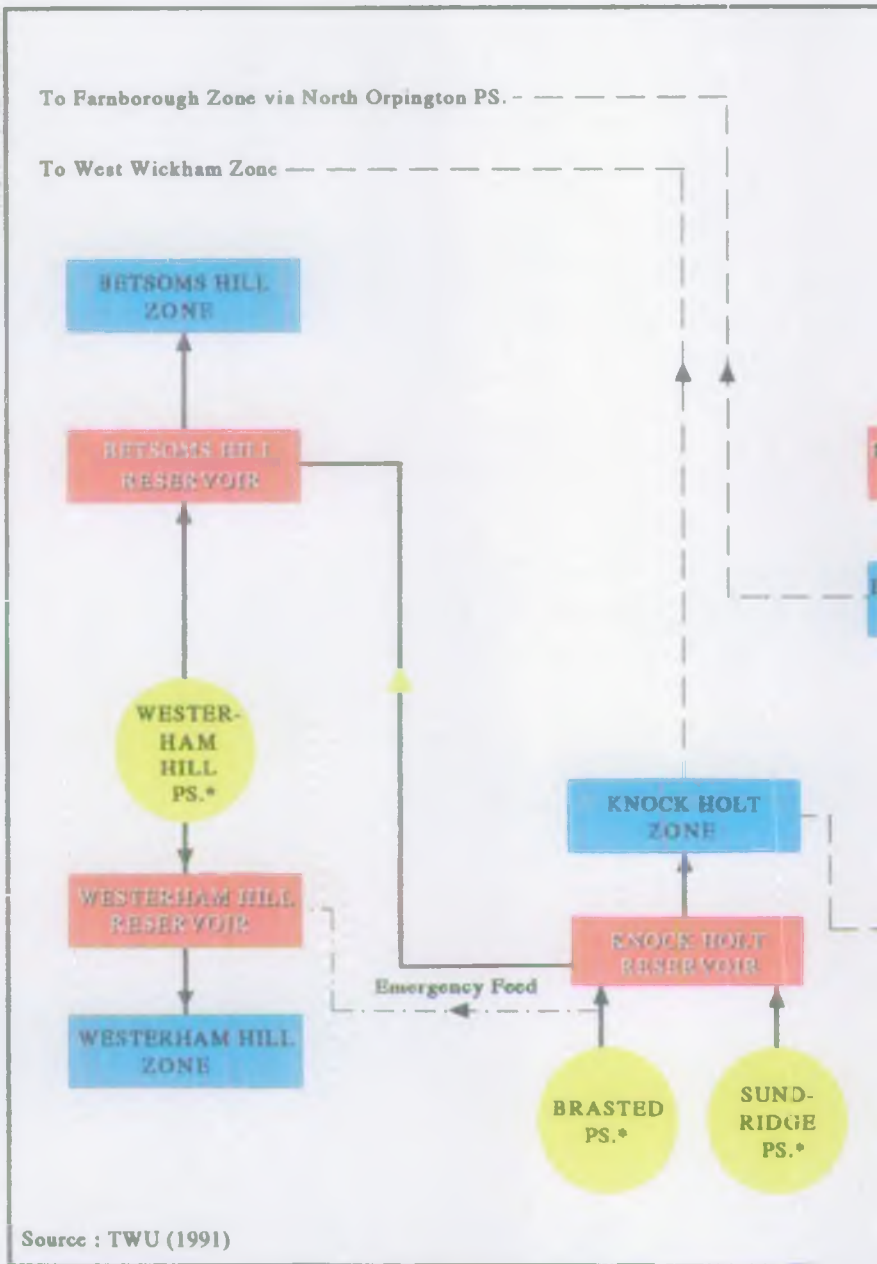 To Farnborough Zone via North Orpington PS.
To West Wickham Zone
BETSOMS HILL
ZONE
BETSOMS HILL
RESERVOIR
WESTER-
HAM
HILL
PS.*
KNOCK HOLT
ZONE
WESTERHAM HILL
RESERVOIR
KNOCK HOLT
RESERVOIR
Emergency Feed
WESTERHAM HILL
ZONE
BRASTED
PS.*
SUND-
RIDGE
PS.*
Source : TWU (1991)